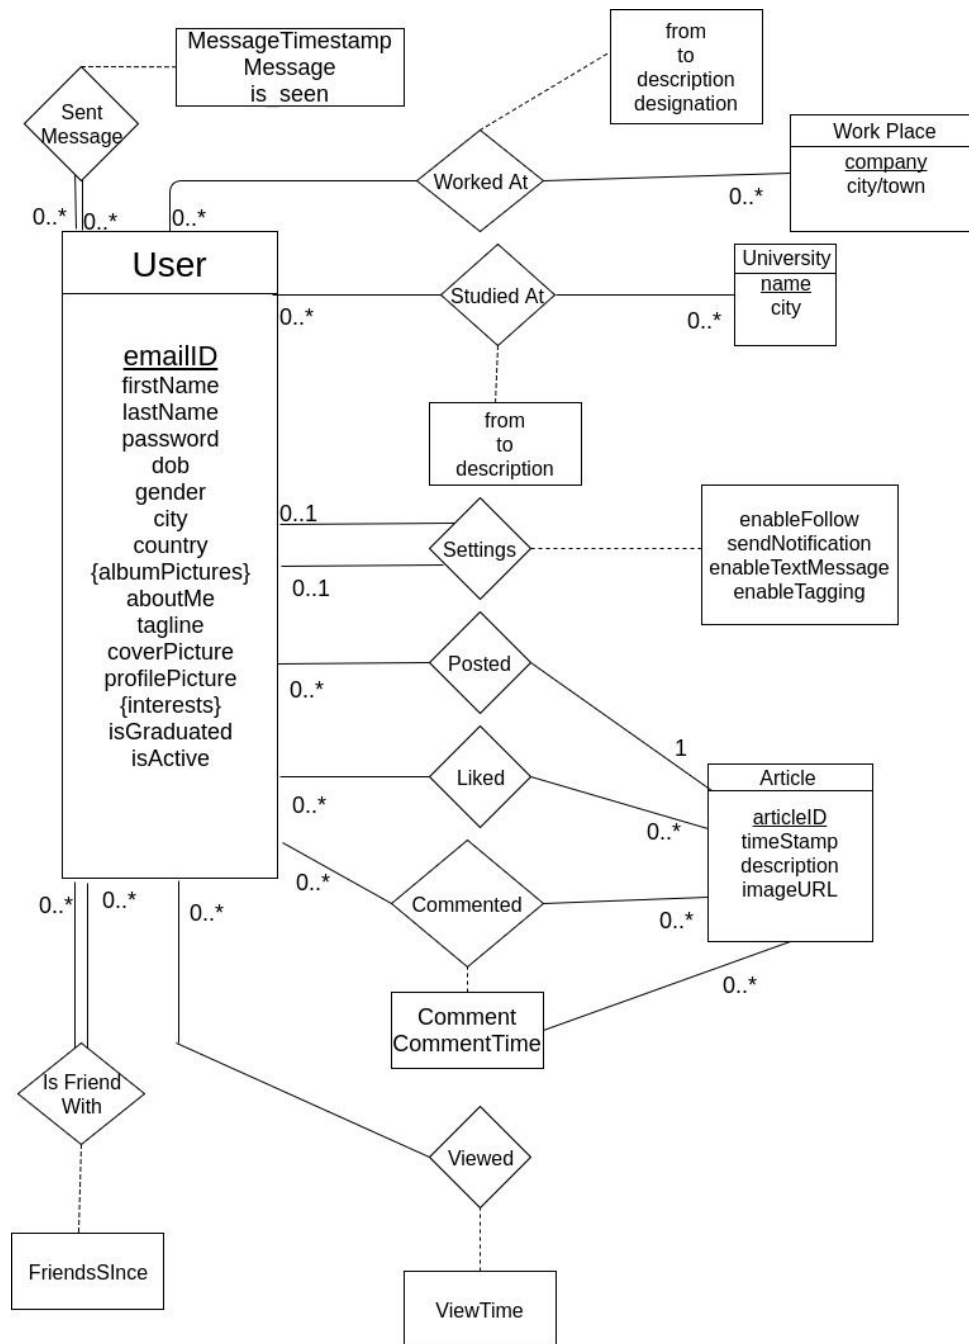 MessageTimestamp
Message
is_seen
from
to
description
designation
Sent
Message
Work Place
company
city/town
Worked At
0..*
0..*
0..*
0..*
0..*
User
University
name
city
Studied At
0..*
0..*
emailID
firstName
lastName
password
dob
gender
city
country
{albumPictures}
aboutMe
tagline
coverPicture
profilePicture
{interests}
isGraduated
isActive
from
to
description
0..1
Settings
0..1
enableFollow
sendNotification
enableTextMessage
enableTagging
Posted
0..*
1
Liked
0..*
0..*
Article
articleID
timeStamp
description
imageURL
0..*
Commented
0..*
0..*
0..*
0..*
0..*
Comment
CommentTime
Is Friend
With
Viewed
FriendsSInce
ViewTime